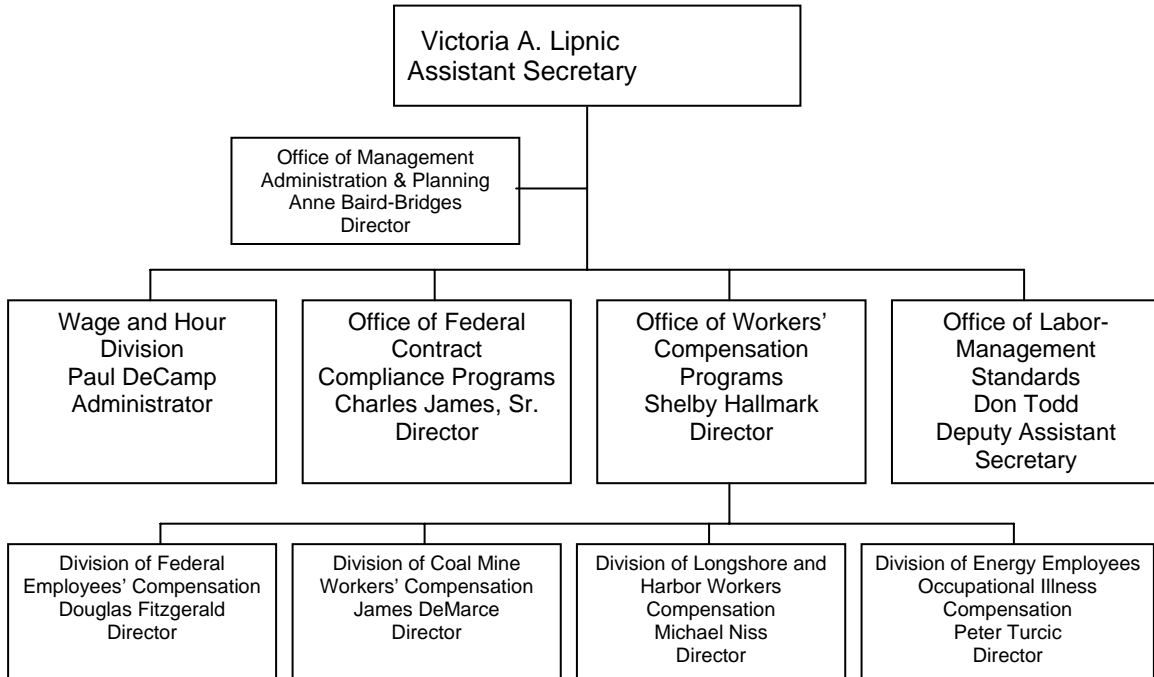 Victoria A. Lipnic
Assistant Secretary
Office of Management
Administration & Planning
Anne Baird-Bridges
Director
Wage and Hour
Division
Paul DeCamp
Administrator
Office of Federal
Contract
Compliance Programs
Charles James, Sr.
Director
Office of Workers’
Compensation
Programs
Shelby Hallmark
Director
Office of Labor-
Management
Standards
Don Todd
Deputy Assistant
Secretary
Division of Federal
Employees’ Compensation
Douglas Fitzgerald
Director
Division of Coal Mine
Workers’ Compensation
James DeMarce
Director
Division of Longshore and
Harbor Workers
Compensation
Michael Niss
Director
Division of Energy Employees
Occupational Illness
Compensation
Peter Turcic
Director